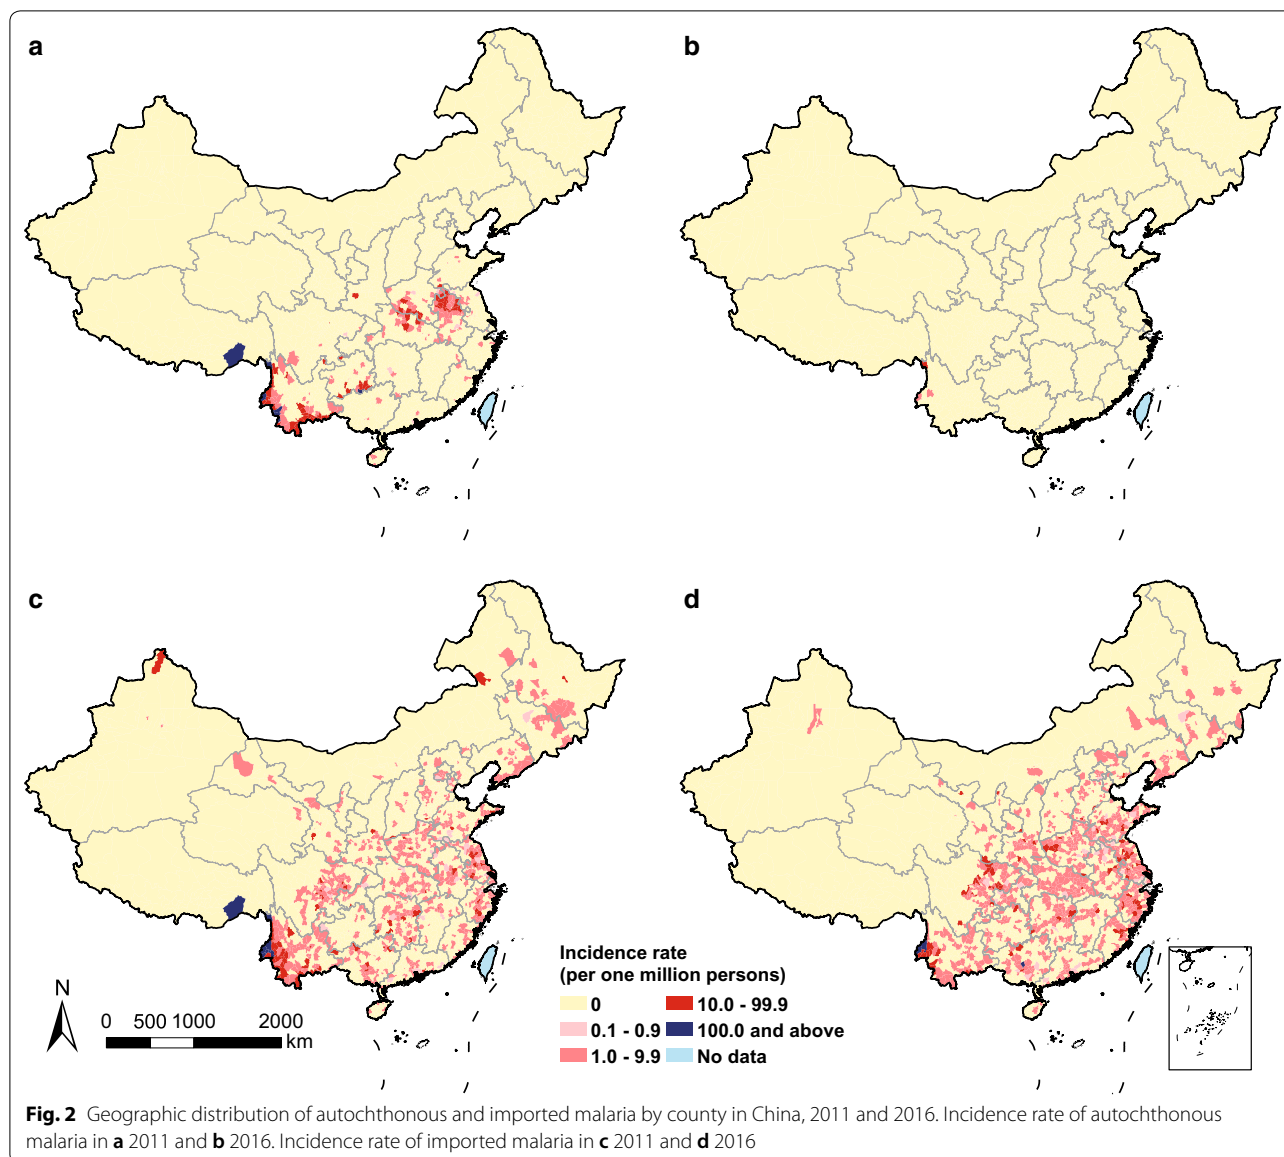 a
b
c
d
N
0 500 1000 2000
km
Incidence rate
(per one million persons)
0
10.0 - 99.9
0.1 - 0.9
100.0 and above
1.0 - 9.9
No data
Fig. 2 Geographic distribution of autochthonous and imported malaria by county in China, 2011 and 2016. Incidence rate of autochthonous
malaria in a 2011 and b 2016. Incidence rate of imported malaria in c 2011 and d 2016